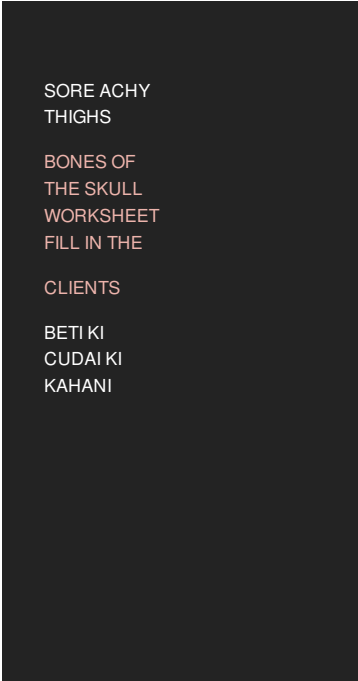 SORE ACHY
THIGHS
BONES OF
THE SKULL
WORKSHEET
FILL IN THE
CLIENTS
BETI KI
CUDAI KI
KAHANI